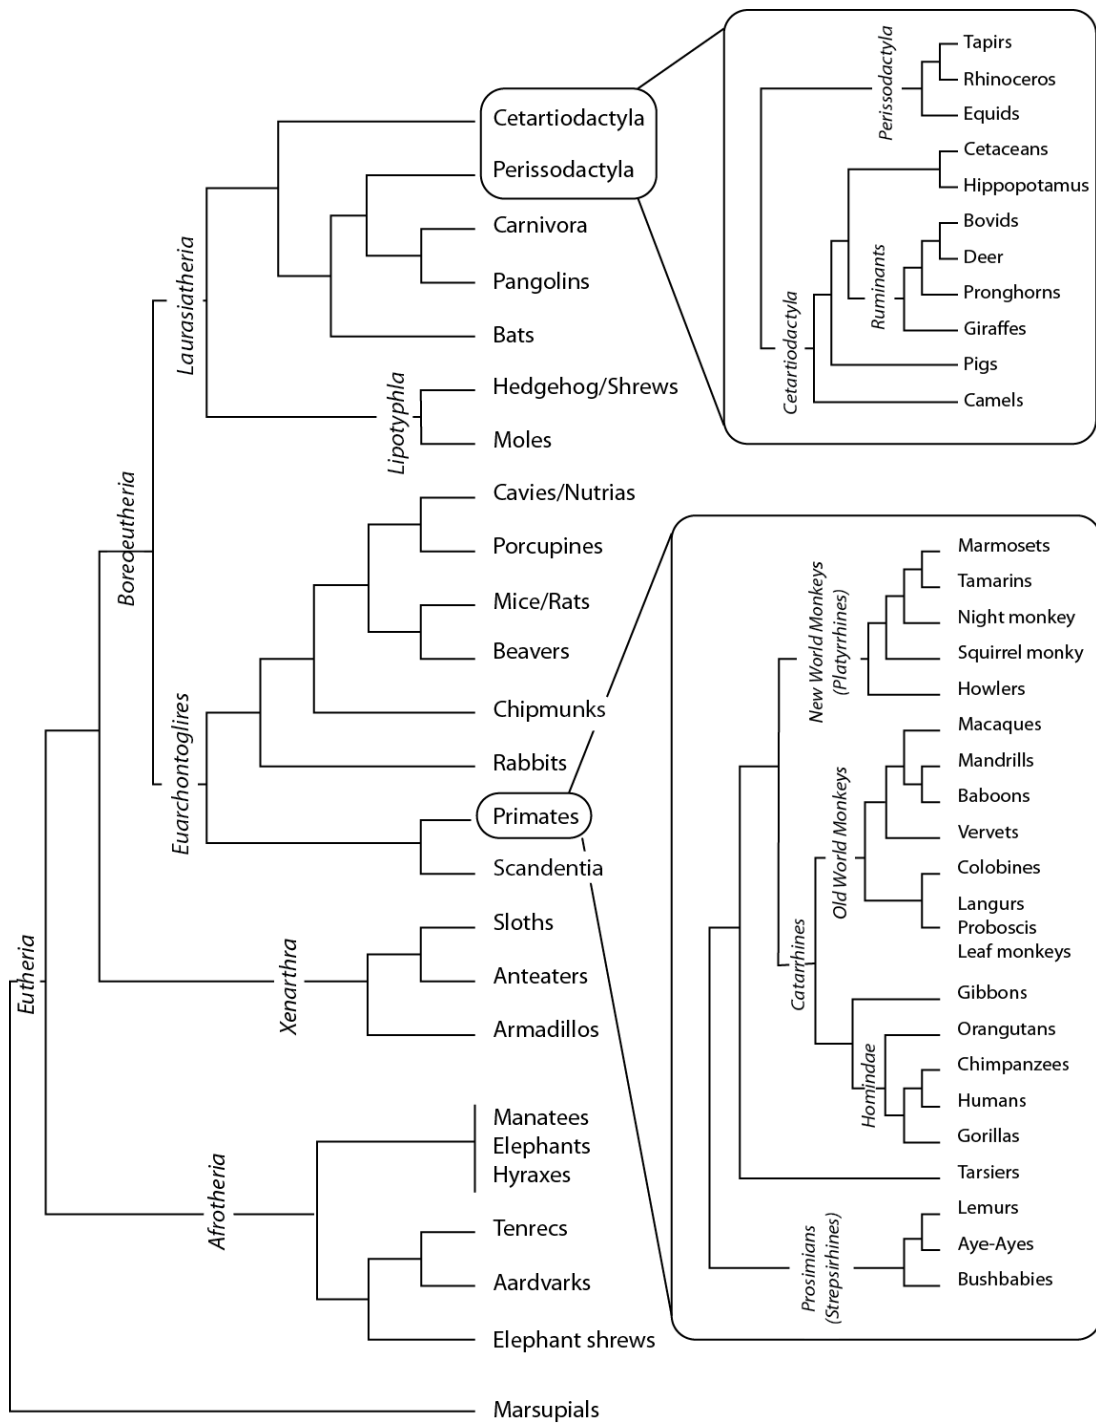 Cetartiodactyla
Perissodactyla
Carnivora
Pangolins
Bats
Hedgehog/Shrews
Moles
Cavies/Nutrias
Porcupines
Mice/Rats
Beavers
Chipmunks
Rabbits
Primates
Scandentia
Sloths
Anteaters
Armadillos
Manatees
Elephants
Hyraxes
Tenrecs
Aardvarks
Elephant shrews
Marsupials
Laurasiatheria
Lipotyphla
Boreoeutheria
Euarchontoglires
Eutheria
Xenarthra
Afrotheria
Perissodactyla
Tapirs
Rhinoceros
Equids
Cetaceans
Hippopotamus
Bovids
Deer
Pronghorns
Giraffes
Pigs
Camels
Ruminants
Cetartiodactyla
Marmosets
Tamarins
Night monkey
Squirrel monky
Howlers
Macaques
Mandrills
Baboons
Vervets
Colobines
Langurs
Proboscis
Leaf monkeys
Gibbons
Orangutans
Chimpanzees
Humans
Gorillas
Tarsiers
Lemurs
Aye-Ayes
Bushbabies
New World Monkeys
(Platyrrhines)
Old World Monkeys
Catarrhines
Homindae
Prosimians
(Strepsirhines)